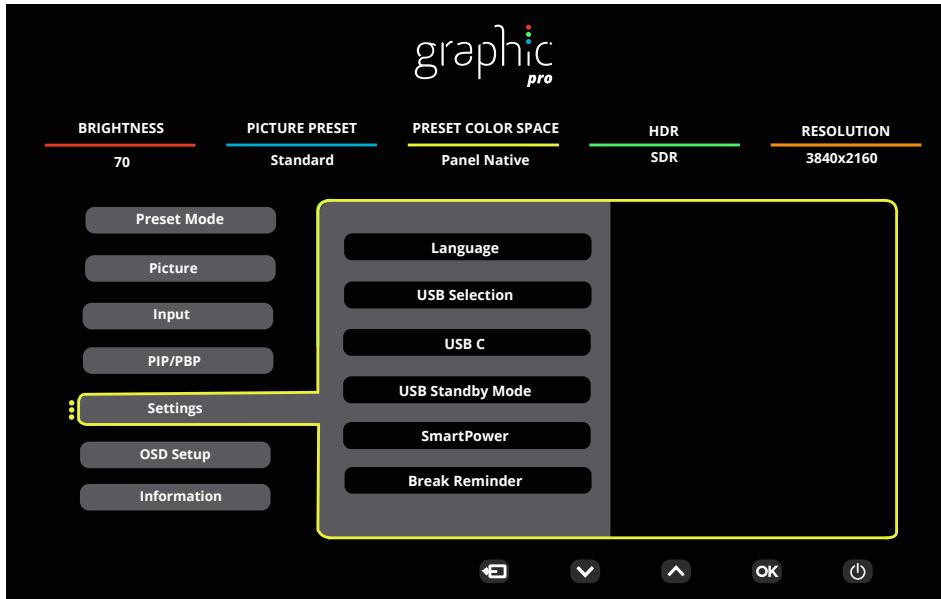 graphic
pro
BRIGHTNESS PICTURE PRESET PRESET COLOR SPACE HDR RESOLUTION
70 Standard Panel Native SDR 3840x2160
Preset Mode
Picture
Input
PIP/PBP
Settings
OSD Setup
Information
Language
USB Selection
USB C
USB Standby Mode
SmartPower
Break Reminder
OK